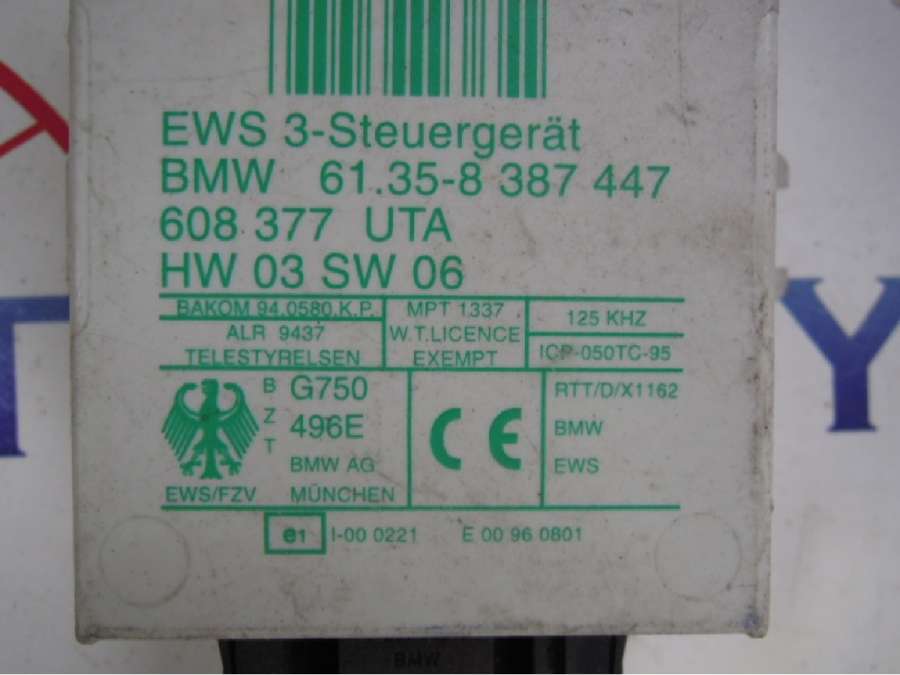 EWS 3-Steuergerät
BMW 61.35-8 387 447
608 377 UTA
HW 03 SW 06
BAKOM 94.0580.K.P.
ALR 9437
TELESTYRELSEN
MPT 1337
W.T.LICENCE
EXEMPT
125 KHZ
ICP-050TC-95
BZT
G750
496E
BMW AG
EWS/FZV MÜNCHEN
CE
RTT/D/X1162
BMW
EWS
e1 I-00 0221 E 00 96 0801
BMW